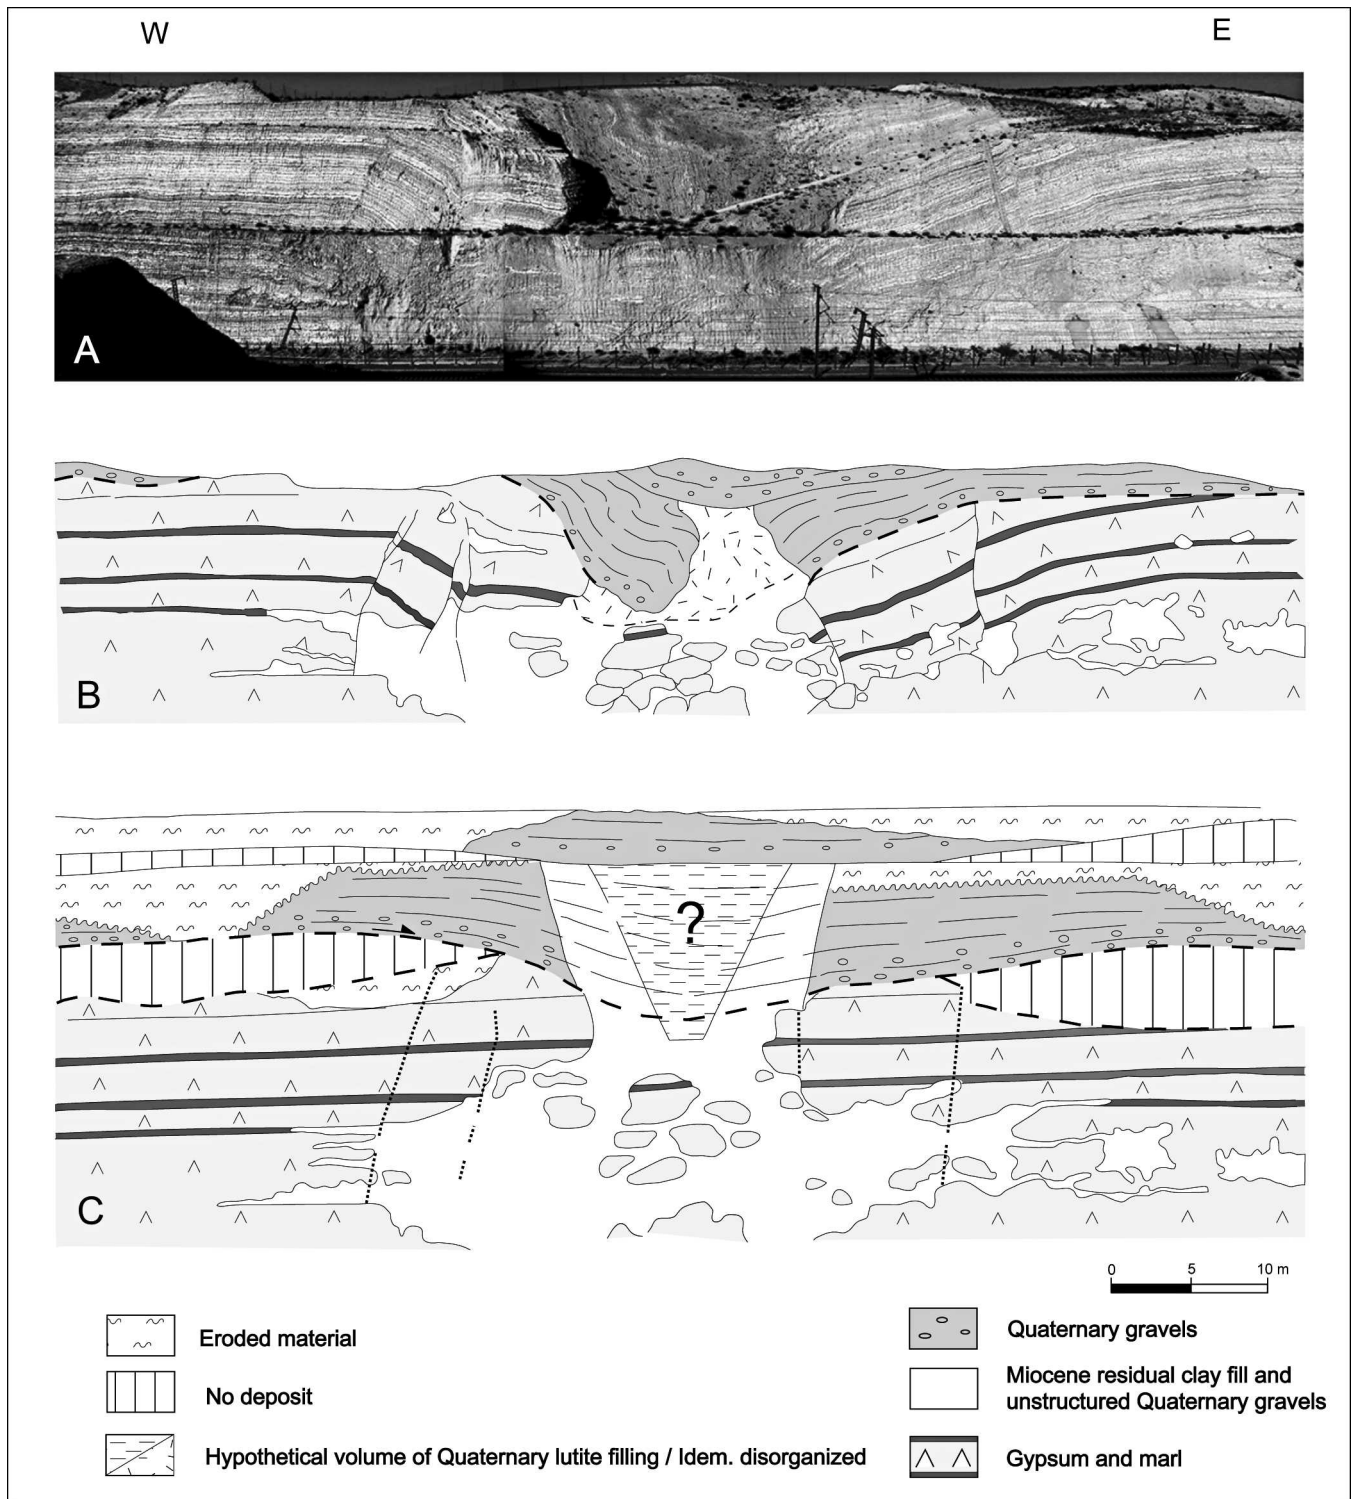 W E
A
B
?
C
0 5 10 m
Eroded material
No deposit
Hypothetical volume of Quaternary lutite filling / Idem. disorganized
Quaternary gravels
Miocene residual clay fill and
unstructured Quaternary gravels
Gypsum and marl